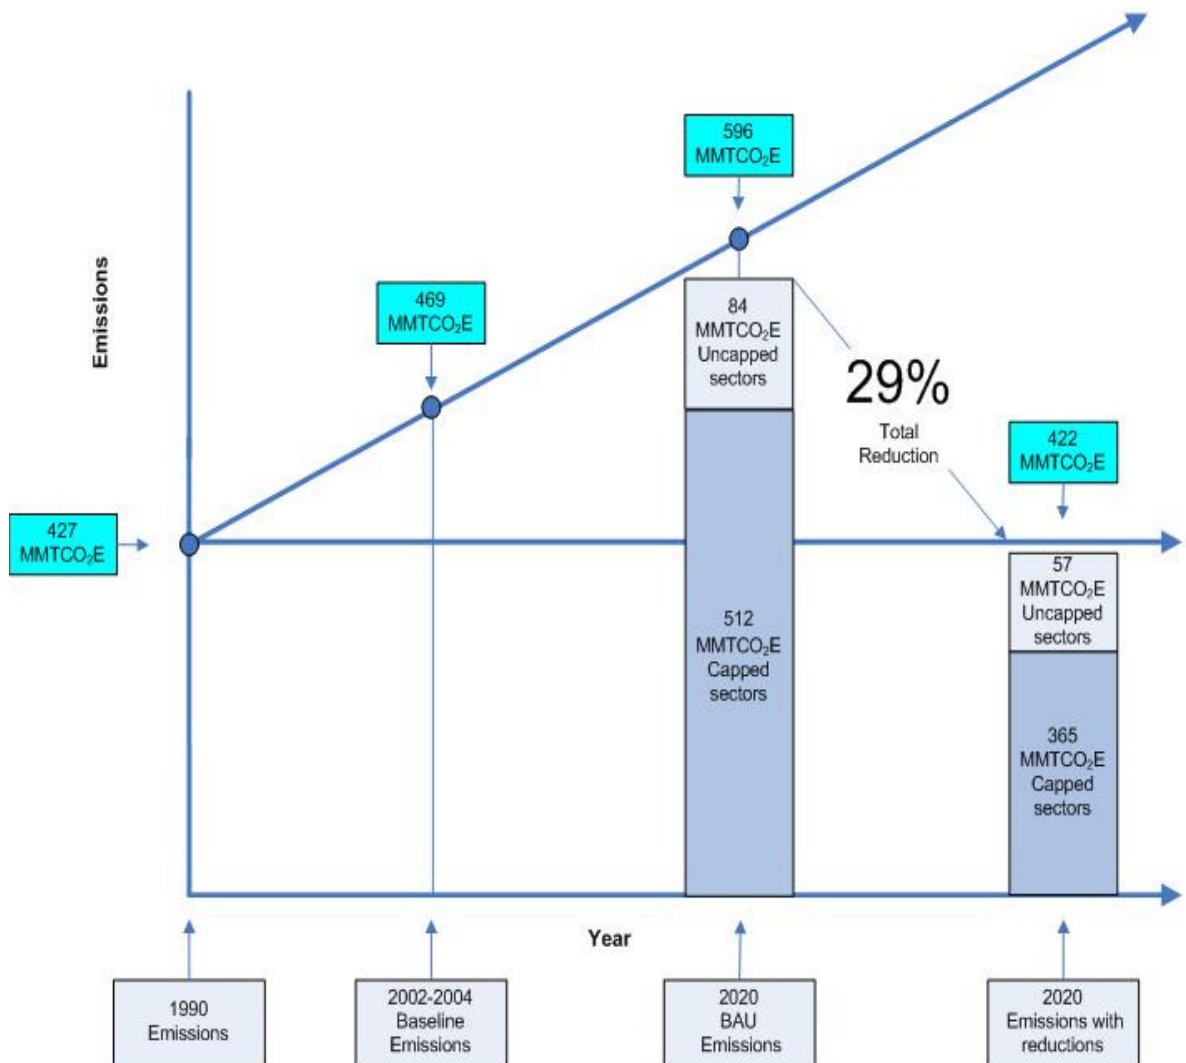 596
MMTCO₂E
Emissions
469
MMTCO₂E
84
MMTCO₂E
Uncapped
sectors
29%
Total
Reduction
422
MMTCO₂E
427
MMTCO₂E
57
MMTCO₂E
Uncapped
sectors
512
MMTCO₂E
Capped
sectors
365
MMTCO₂E
Capped
sectors
Year
1990
Emissions
2002-2004
Baseline
Emissions
2020
BAU
Emissions
2020
Emissions with
reductions